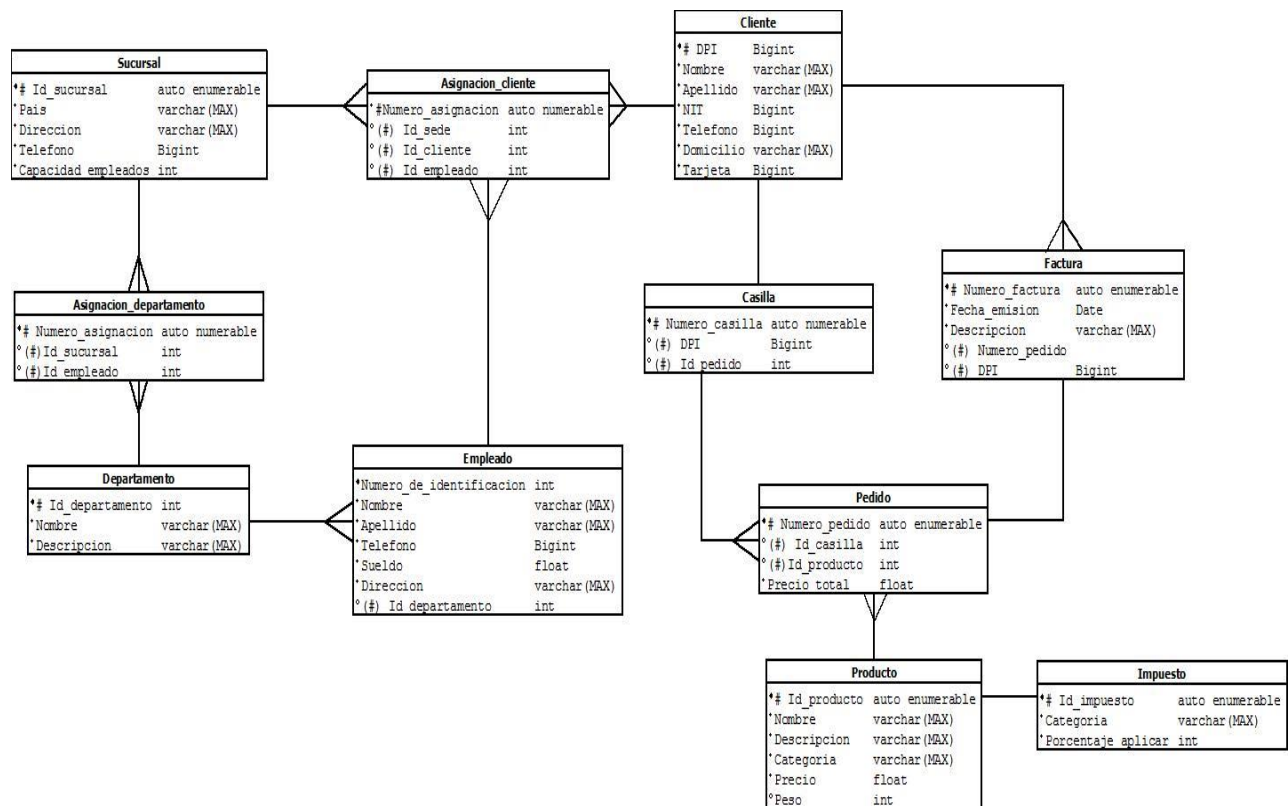 Sucursal
*# Id_sucursal auto enumerable
*Pais varchar(MAX)
*Direccion varchar(MAX)
*Telefono Bigint
*Capacidad empleados int
Asignacion_cliente
*#Numero_asignacion auto numerable
°(#) Id_sede int
°(#) Id_cliente int
°(#) Id_empleado int
Cliente
*# DPI Bigint
*Nombre varchar(MAX)
*Apellido varchar(MAX)
*NIT Bigint
*Telefono Bigint
*Domicilio varchar(MAX)
*Tarjeta Bigint
Asignacion_departamento
*# Numero_asignacion auto numerable
°(#)Id_sucursal int
°(#)Id_empleado int
Casilla
*# Numero_casilla auto numerable
°(#) DPI Bigint
°(#) Id_pedido int
Factura
*# Numero_factura auto enumerable
*Fecha_emision Date
*Descripcion varchar(MAX)
°(#) Numero_pedido
°(#) DPI Bigint
Departamento
*# Id_departamento int
*Nombre varchar(MAX)
*Descripcion varchar(MAX)
Empleado
*Numero_de_identificacion int
*Nombre varchar(MAX)
*Apellido varchar(MAX)
*Telefono Bigint
*Sueldo float
*Direccion varchar(MAX)
°(#) Id_departamento int
Pedido
*# Numero_pedido auto enumerable
°(#) Id_casilla int
°(#)Id_producto int
*Precio total float
Producto
*# Id_producto auto enumerable
*Nombre varchar(MAX)
*Descripcion varchar(MAX)
*Categoria varchar(MAX)
*Precio float
°Peso int
Impuesto
*# Id_impuesto auto enumerable
*Categoria varchar(MAX)
*Porcentaje aplicar int